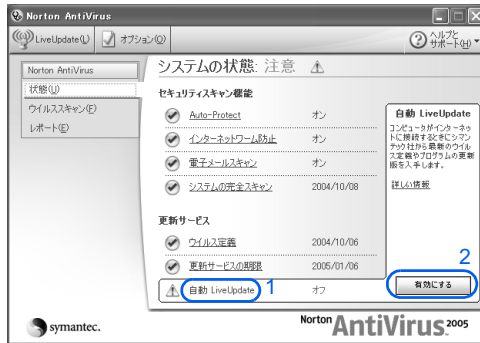 Norton AntiVirus
LiveUpdate(L)
オプション(O)
ヘルプと
サポート(H)
Norton AntiVirus
状態(U)
ウイルススキャン(F)
レポート(E)
システムの状態: 注意
セキュリティスキャン機能
Auto-Protect オン
インターネットワーム防止 オン
電子メールスキャン オン
システムの完全スキャン 2004/10/08
更新サービス
ウイルス定義 2004/10/06
更新サービスの期限 2005/01/06
自動 LiveUpdate 1 オフ
自動 LiveUpdate
コンピュータがインターネッ
トに接続するときにシマン
テック社から最新のウイル
ス定義やプログラムの更新
版を入手します。
詳しい情報
2
有効にする
symantec.
Norton AntiVirus 2005